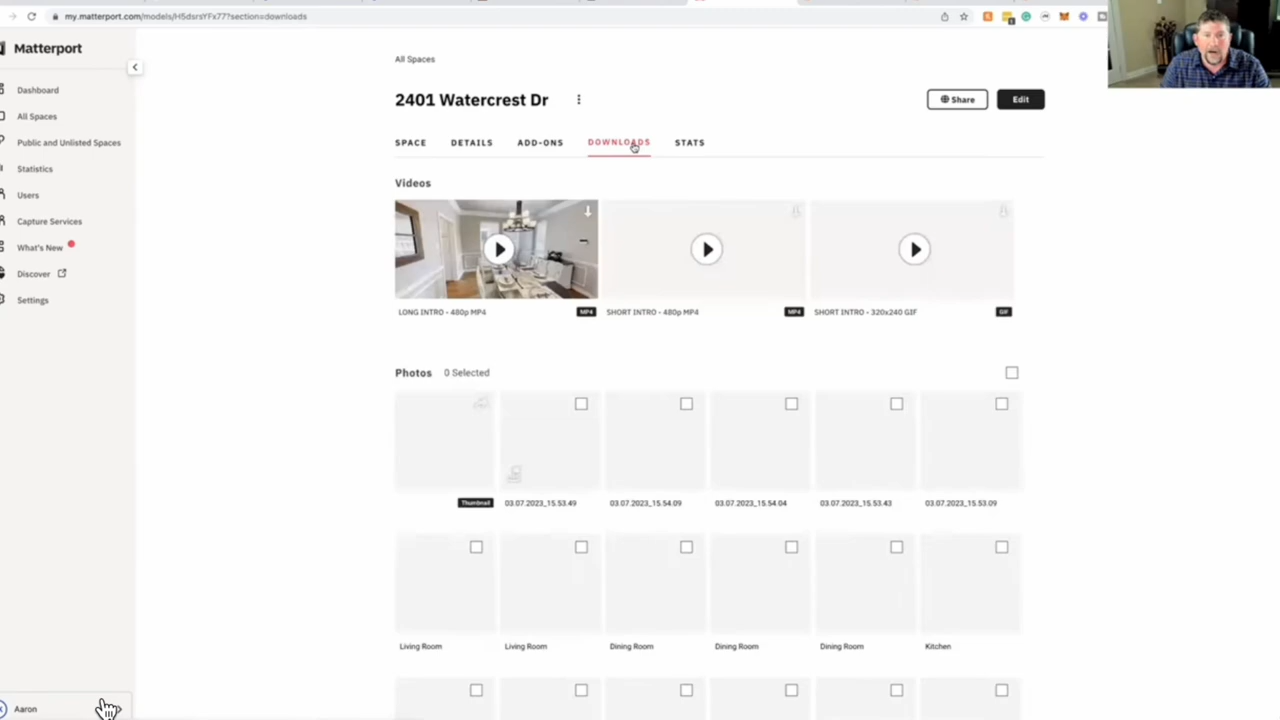 my.matterport.com/models/H5dsrsYFx77?section=downloads
Matterport
All Spaces
Dashboard
2401 Watercrest Dr
Share
Edit
All Spaces
Public and Unlisted Spaces
SPACE DETAILS ADD-ONS DOWNLOADS STATS
Statistics
Videos
Users
Capture Services
What's New
Discover
Settings
LONG INTRO - 480p MP4 MP4 SHORT INTRO - 480p MP4 MP4 SHORT INTRO - 320x240 GIF GIF
Photos 0 Selected
Thumbnail 03.07.2023_15.53.49 03.07.2023_15.54.09 03.07.2023_15.54.04 03.07.2023_15.53.43 03.07.2023_15.53.09
Living Room Living Room Dining Room Dining Room Dining Room Kitchen
Aaron